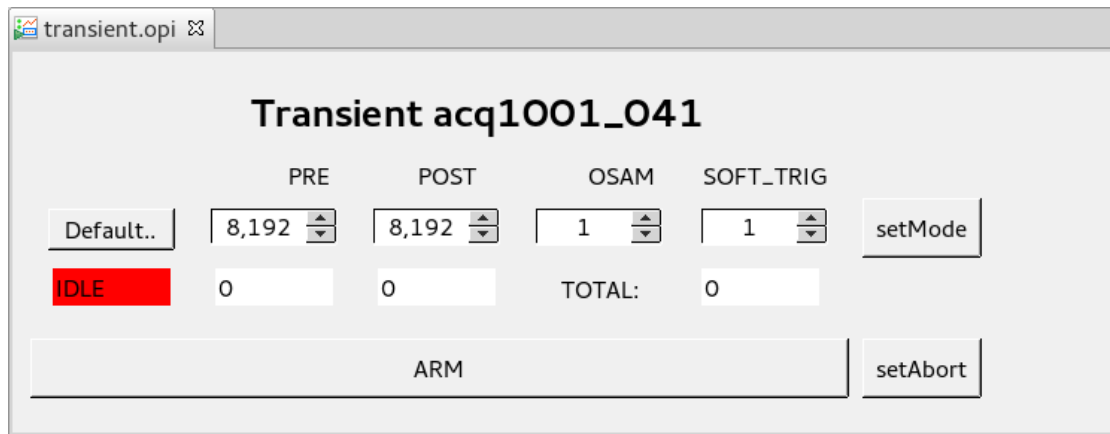 transient.opi
Transient acq1001_041
PRE POST OSAM SOFT_TRIG
Default.. 8,192 8,192 1 1 setMode
IDLE 0 0 TOTAL: 0
ARM setAbort